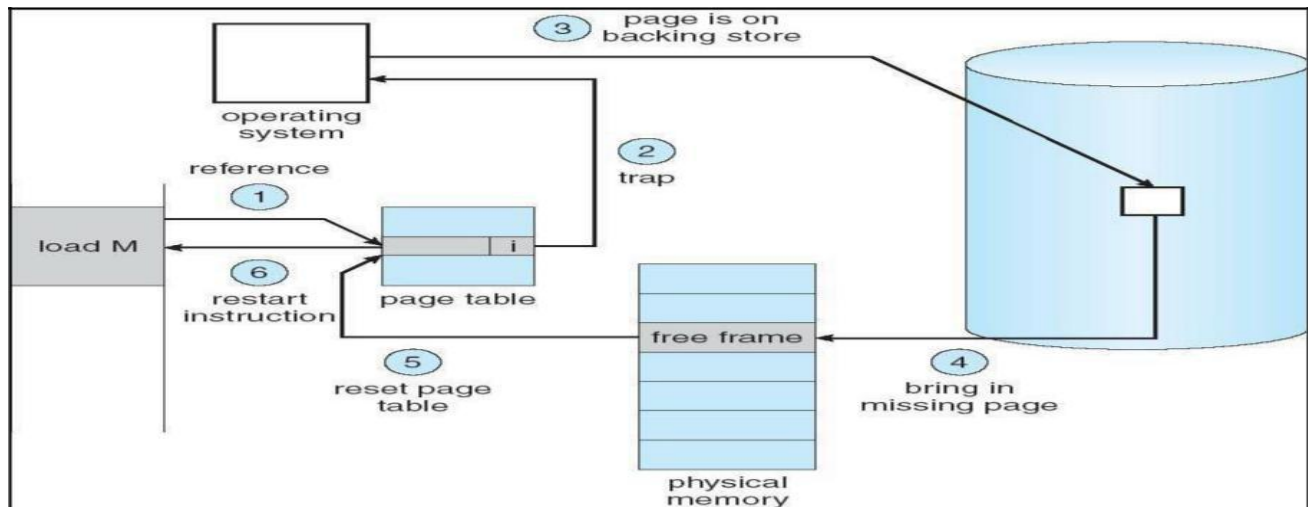 3
page is on
backing store
operating
system
2
trap
reference
1
load M
i
6
restart
instruction
page table
free frame
5
reset page
table
4
bring in
missing page
physical
memory